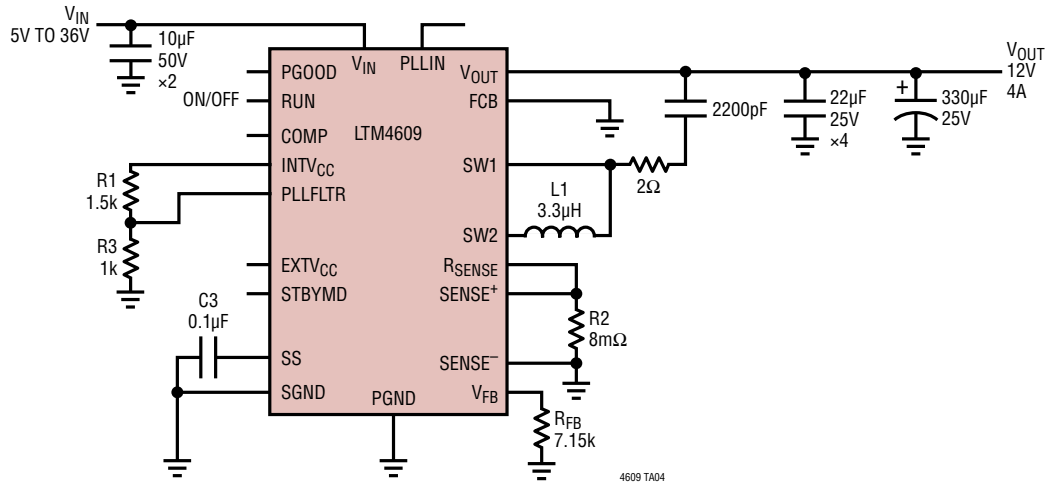 VIN
5V TO 36V
10µF
50V
×2
VIN
PLLIN
PGOOD
ON/OFF
RUN
COMP
LTM4609
INTVCC
PLLFLTR
R1
1.5k
R3
1k
EXTVCC
STBYMD
C3
0.1µF
SS
SGND
PGND
VOUT
FCB
SW1
SW2
RSENSE
SENSE+
SENSE–
VFB
L1
3.3µH
2Ω
2200pF
22µF
25V
×4
+
330µF
25V
VOUT
12V
4A
R2
8mΩ
RFB
7.15k
4609 TA04